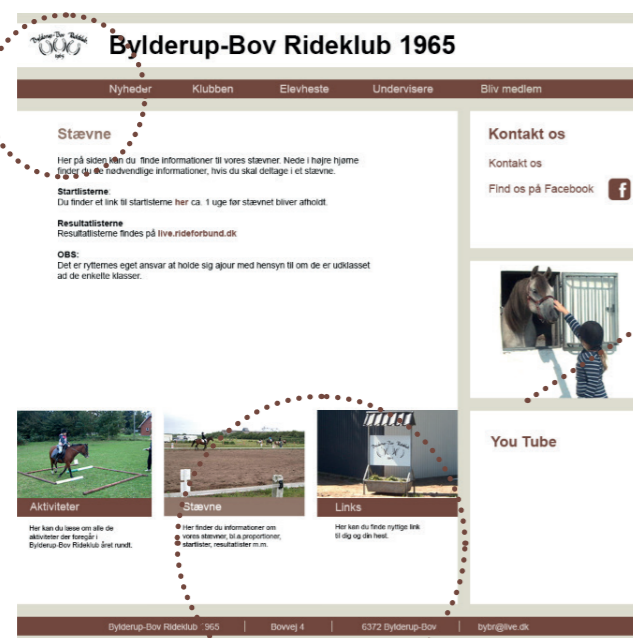 Bylderup-Bov Rideklub
1965
Bylderup-Bov Rideklub 1965
Nyheder Klubben Elevheste Undervisere Bliv medlem
Stævne
Her på siden kan du finde informationer til vores stævner. Nede i højre hjørne
finder du de nødvendige informationer, hvis du skal deltage i et stævne.
Startlisterne:
Du finder et link til startlisterne her ca. 1 uge før stævnet bliver afholdt.
Resultatlisterne
Resultatlisterne findes på live.rideforbund.dk
OBS:
Det er rytternes eget ansvar at holde sig ajour med hensyn til om de er udklasset
ad de enkelte klasser.
Kontakt os
Kontakt os
Find os på Facebook
f
You Tube
Aktiviteter
Her kan du læse om alle de
aktiviteter der foregår i
Bylderup-Bov Rideklub året rundt.
Stævne
Her finder du informationer om
vores stævner, bl.a.proportioner,
startlister, resultatlister m.m.
Links
Her kan du finde nyttige link
til dig og din hest.
Bylderup-Bov Rideklub 1965 | Bovvej 4 | 6372 Bylderup-Bov | bybr@live.dk